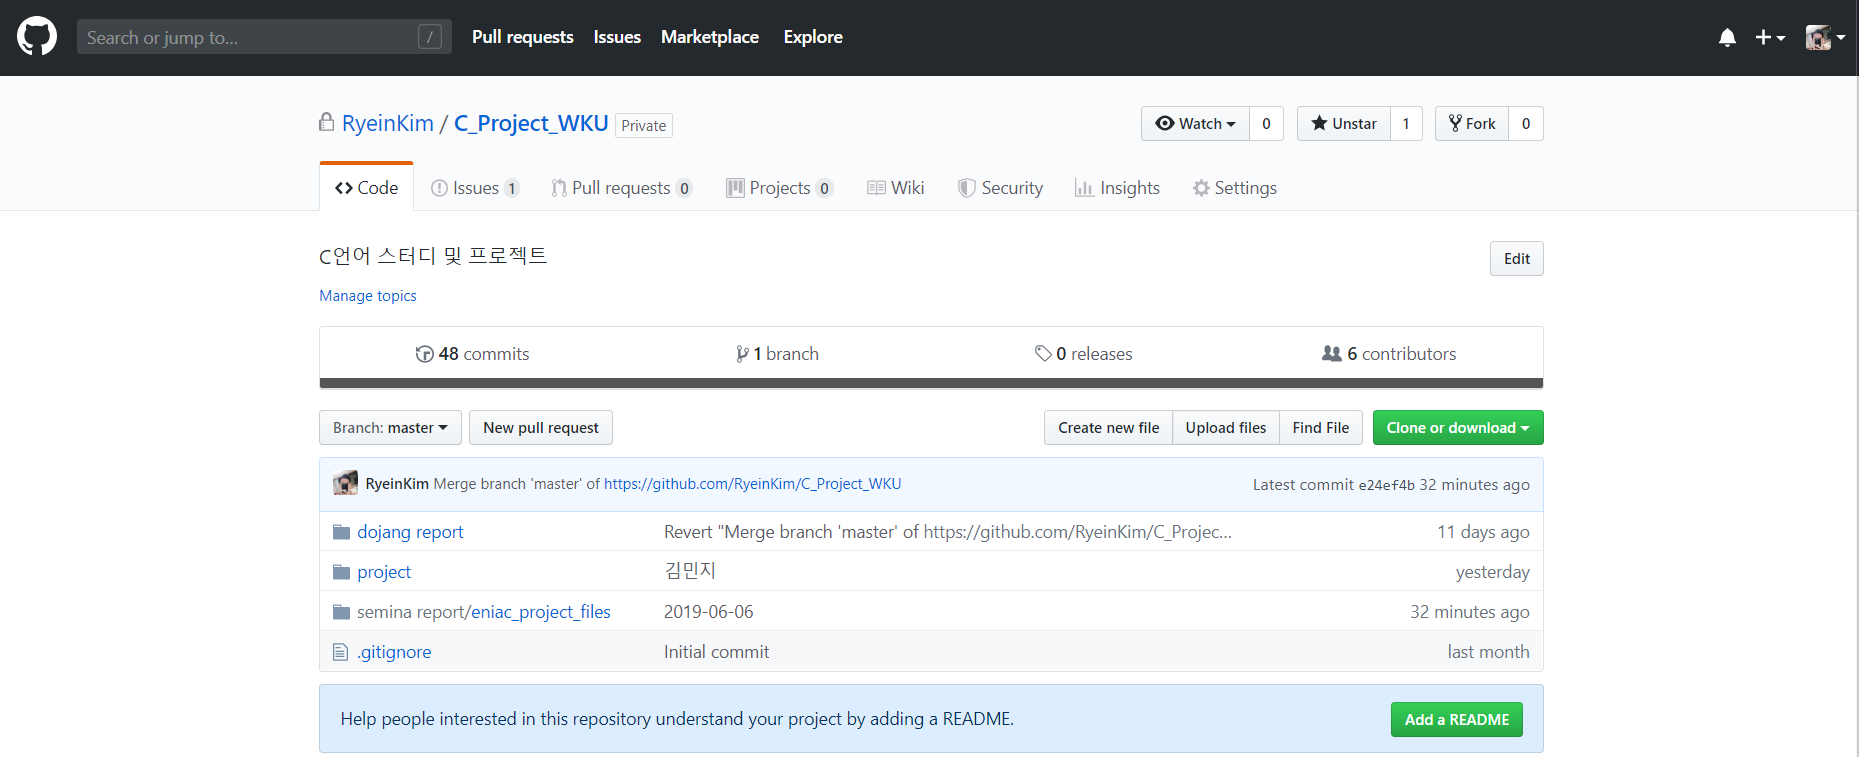 Search or jump to... /
Pull requests Issues Marketplace Explore
RyeinKim / C_Project_WKU Private
Watch 0 Unstar 1 Fork 0
Code Issues 1 Pull requests 0 Projects 0 Wiki Security Insights Settings
C언어 스터디 및 프로젝트
Edit
Manage topics
48 commits 1 branch 0 releases 6 contributors
Branch: master New pull request Create new file Upload files Find File Clone or download
RyeinKim Merge branch 'master' of https://github.com/RyeinKim/C_Project_WKU Latest commit e24ef4b 32 minutes ago
dojang report Revert "Merge branch 'master' of https://github.com/RyeinKim/C_Projec... 11 days ago
project 김민지 yesterday
semina report/eniac_project_files 2019-06-06 32 minutes ago
.gitignore Initial commit last month
Help people interested in this repository understand your project by adding a README. Add a README